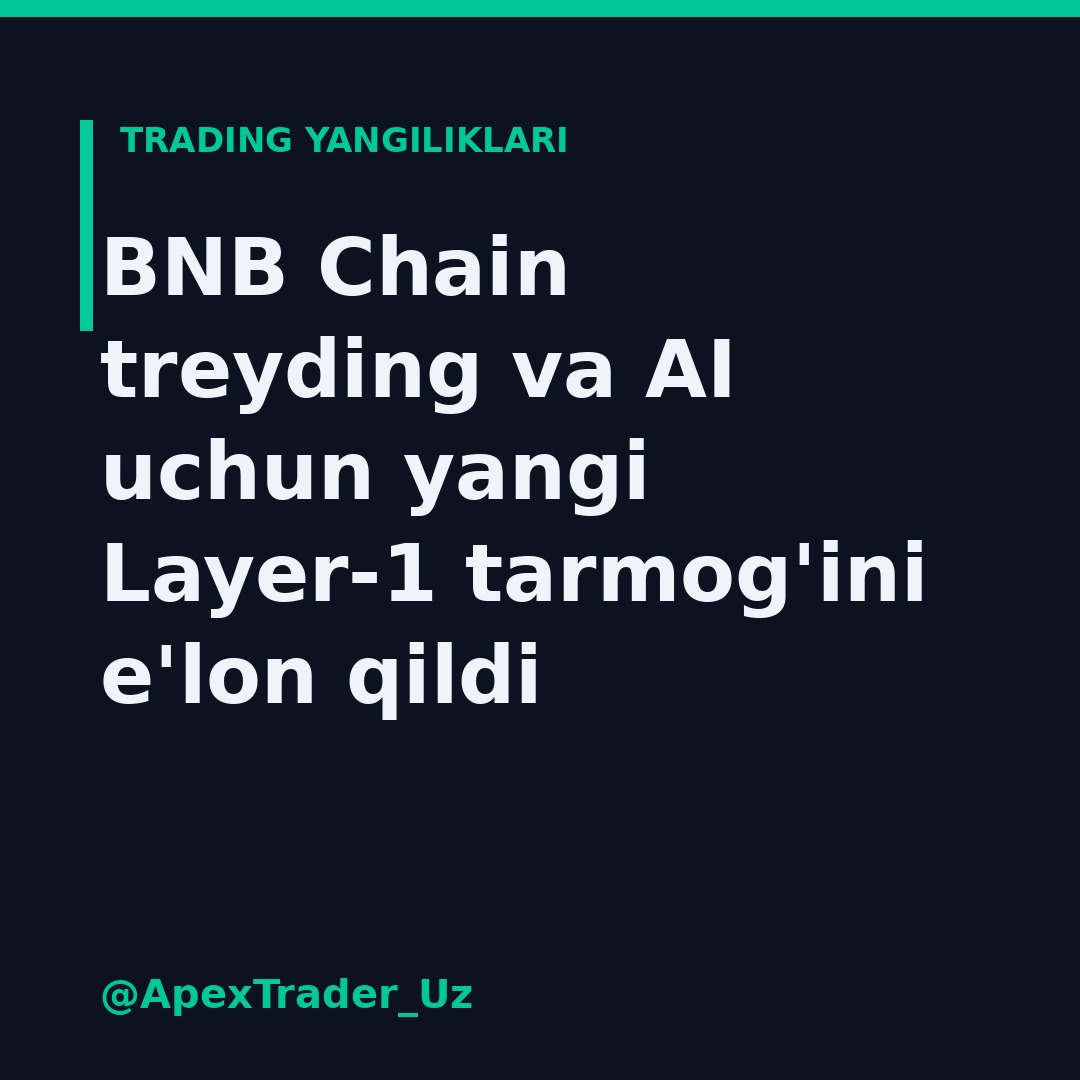 TRADING YANGILIKLARI
BNB Chain
treyding va AI
uchun yangi
Layer-1 tarmog'ini
e'lon qildi
@ApexTrader_Uz